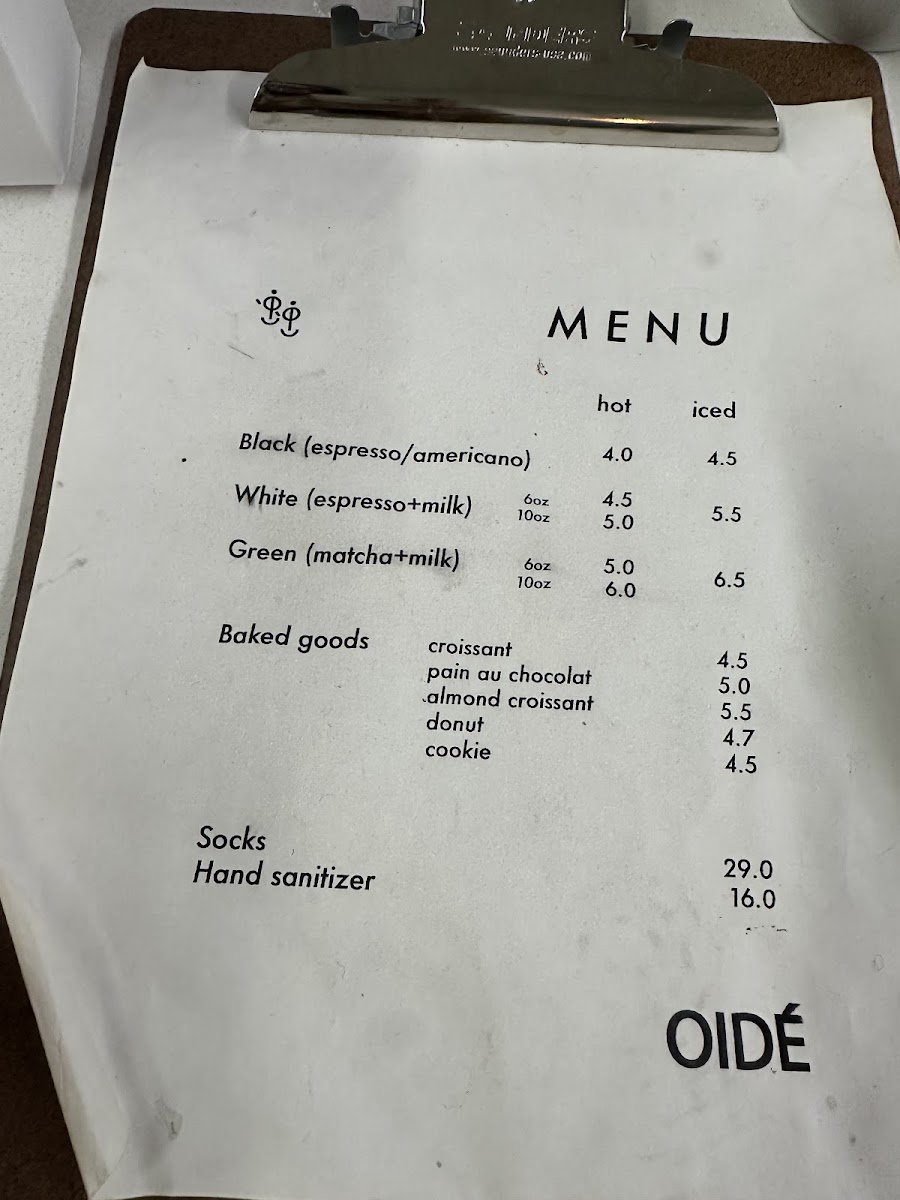 MENU
hot iced
Black (espresso/americano) 4.0 4.5
White (espresso+milk) 6oz 4.5
10oz 5.0 5.5
Green (matcha+milk) 6oz 5.0
10oz 6.0 6.5
Baked goods croissant 4.5
pain au chocolat 5.0
almond croissant 5.5
donut 4.7
cookie 4.5
Socks 29.0
Hand sanitizer 16.0
OIDÉ